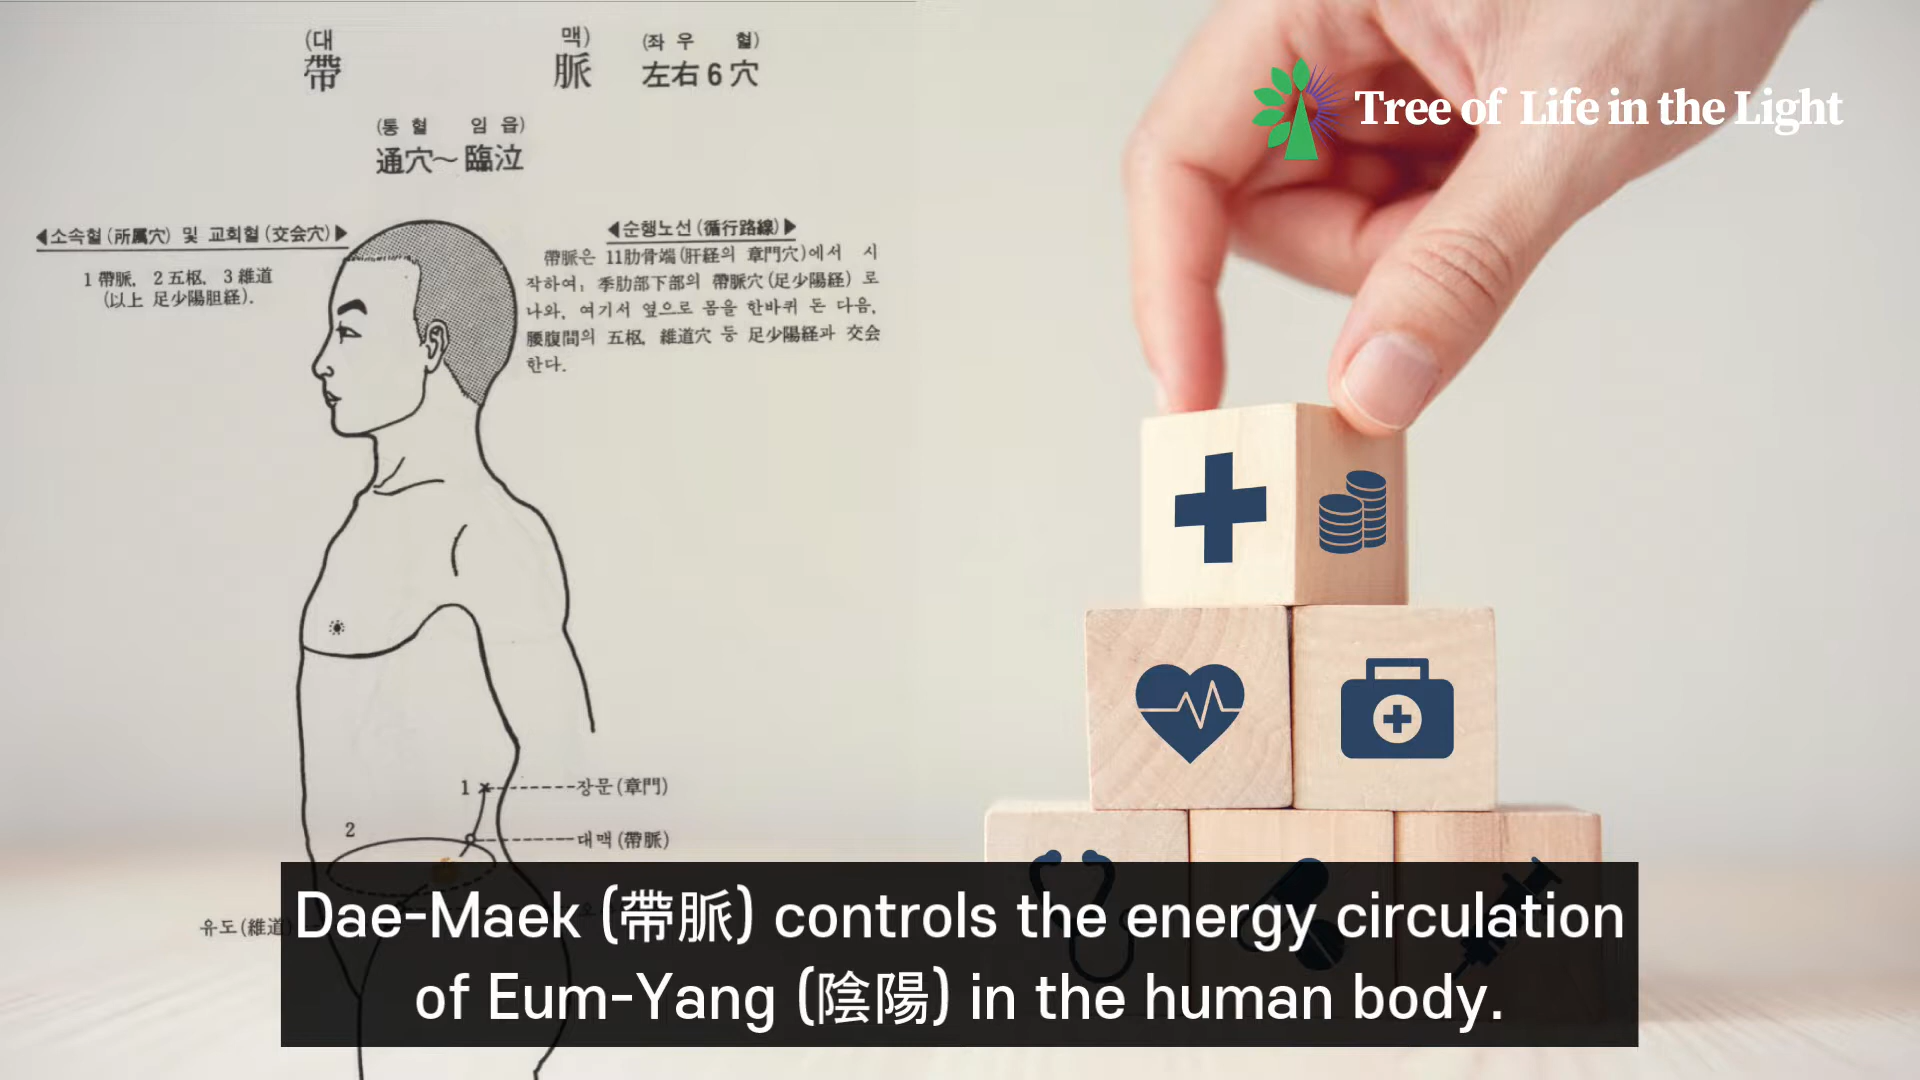 (대 맥)
帶 脈
(좌 우 혈)
左右 6 穴
(통 혈 임 읍)
通穴~臨泣
Tree of Life in the Light
◀소속혈(所属穴) 및 교회혈(交会穴)▶
1 帶脈, 2 五枢, 3 維道
(以上 足少陽胆経).
◀순행노선(循行路線)▶
帶脈은 11肋骨端(肝経의 章門穴)에서 시
작하여; 季肋部下部의 帶脈穴(足少陽経)로
나와, 여기서 옆으로 몸을 한바퀴 돈 다음,
腰腹間의 五枢, 維道穴 등 足少陽経과 交会
한다.
1
장문(章門)
2
대맥(帶脈)
유도(維道)
Dae-Maek (帶脈) controls the energy circulation
of Eum-Yang (陰陽) in the human body.